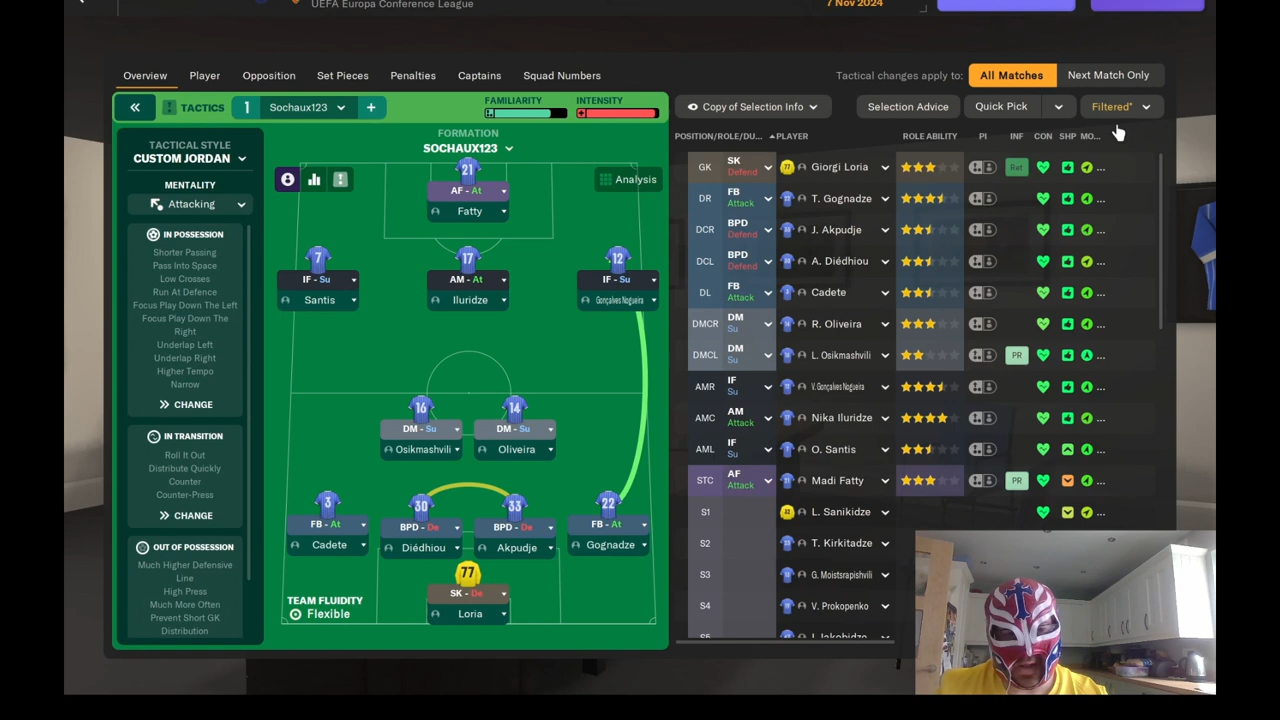 UEFA Europa Conference League
7 Nov 2024
Overview Player Opposition Set Pieces Penalties Captains Squad Numbers
Tactical changes apply to: All Matches Next Match Only
TACTICS 1 Sochaux123 +
FAMILIARITY INTENSITY
Copy of Selection Info Selection Advice Quick Pick Filtered*
TACTICAL STYLE
CUSTOM JORDAN
MENTALITY
Attacking
IN POSSESSION
Shorter Passing
Pass Into Space
Low Crosses
Run At Defence
Focus Play Down The Left
Focus Play Down The
Right
Underlap Left
Underlap Right
Higher Tempo
Narrow
CHANGE
IN TRANSITION
Roll It Out
Distribute Quickly
Counter
Counter-Press
CHANGE
OUT OF POSSESSION
Much Higher Defensive
Line
High Press
Much More Often
Prevent Short GK
Distribution
FORMATION
SOCHAUX123
Analysis
21
AF - At
Fatty
7 17 12
IF - Su AM - At IF - Su
Santis Iluridze Gonçalves Nogueira
16 14
DM - Su DM - Su
Osikmashvili Oliveira
3 30 33 22
FB - At BPD - De BPD - De FB - At
Cadete Diédhiou Akpudje Gognadze
77
SK - De
Loria
TEAM FLUIDITY
Flexible
POSITION/ROLE/DU... PLAYER ROLE ABILITY PI INF CON SHP MO...
GK SK Defend 77 Giorgi Loria Ret ...
DR FB Attack T. Gognadze ...
DCR BPD Defend J. Akpudje ...
DCL BPD Defend A. Diédhiou ...
DL FB Attack Cadete ...
DMCR DM Su R. Oliveira ...
DMCL DM Su L. Osikmashvili PR ...
AMR IF Su V. Gonçalves Nogueira ...
AMC AM Attack Nika Iluridze ...
AML IF Su O. Santis ...
STC AF Attack Madi Fatty PR ...
S1 L. Sanikidze ...
S2 T. Kirkitadze
S3 G. Moistsrapishvili
S4 V. Prokopenko